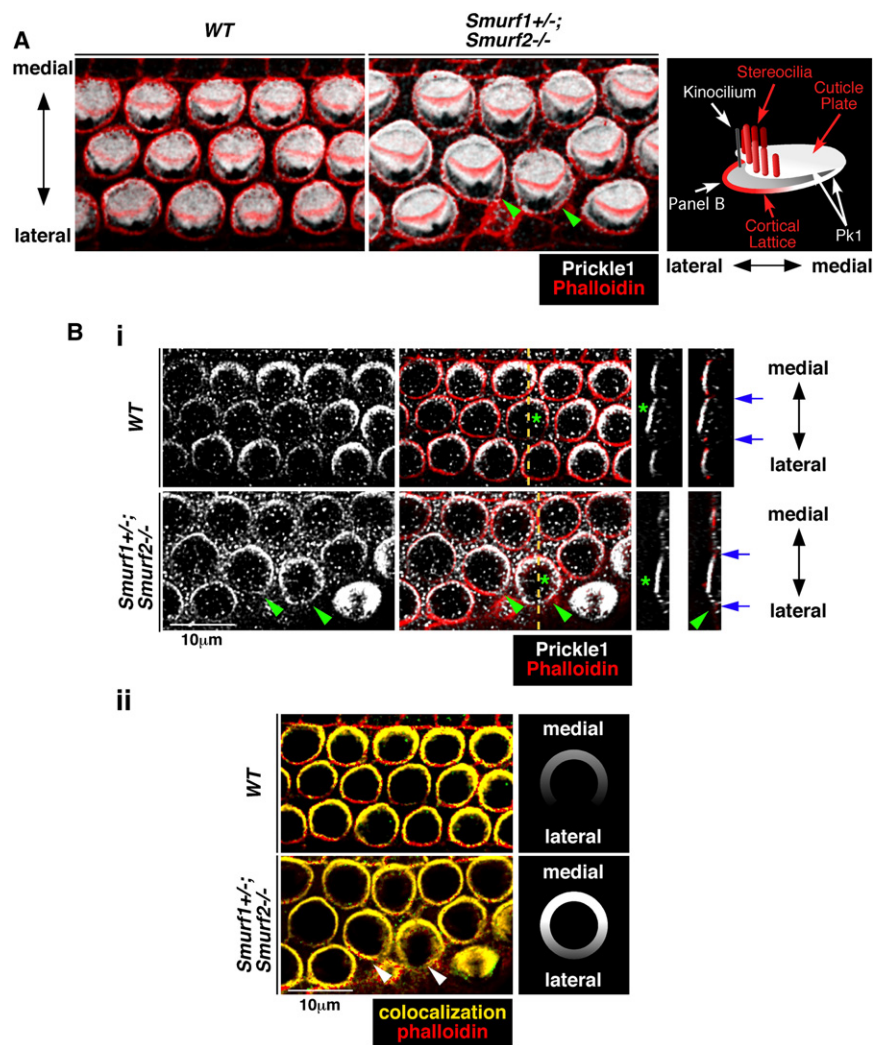 A
WT
Smurf1+/-;
Smurf2-/-
medial
lateral
Stereocilia
Kinocilium
Cuticle
Plate
Panel B
Cortical
Lattice
Pk1
Prickle1
Phalloidin
lateral
medial
B
i
WT
medial
lateral
*
*
Smurf1+/-;
Smurf2-/-
medial
lateral
*
*
10μm
Prickle1
Phalloidin
ii
WT
medial
lateral
Smurf1+/-;
Smurf2-/-
medial
lateral
10μm
colocalization
phalloidin